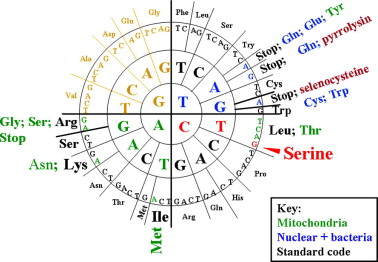 Gly
Phe
Leu
Glu
Ser
Asp
Try
Ala
Val
Stop; Gln; Glu; Tyr
Stop; Gln; pyrrolysin
Cys
Stop; selenocysteine
Cys; Trp
Trp
Gly; Ser; Arg
Stop
Ser
Asn; Lys
Asn
Thr
Met
Met Ile
Arg
Gln
His
Pro
Leu; Thr
Serine
G T
A C
C A
T G
G A T C
A C T G
C A G T
T G A C
Key:
Mitochondria
Nuclear + bacteria
Standard code